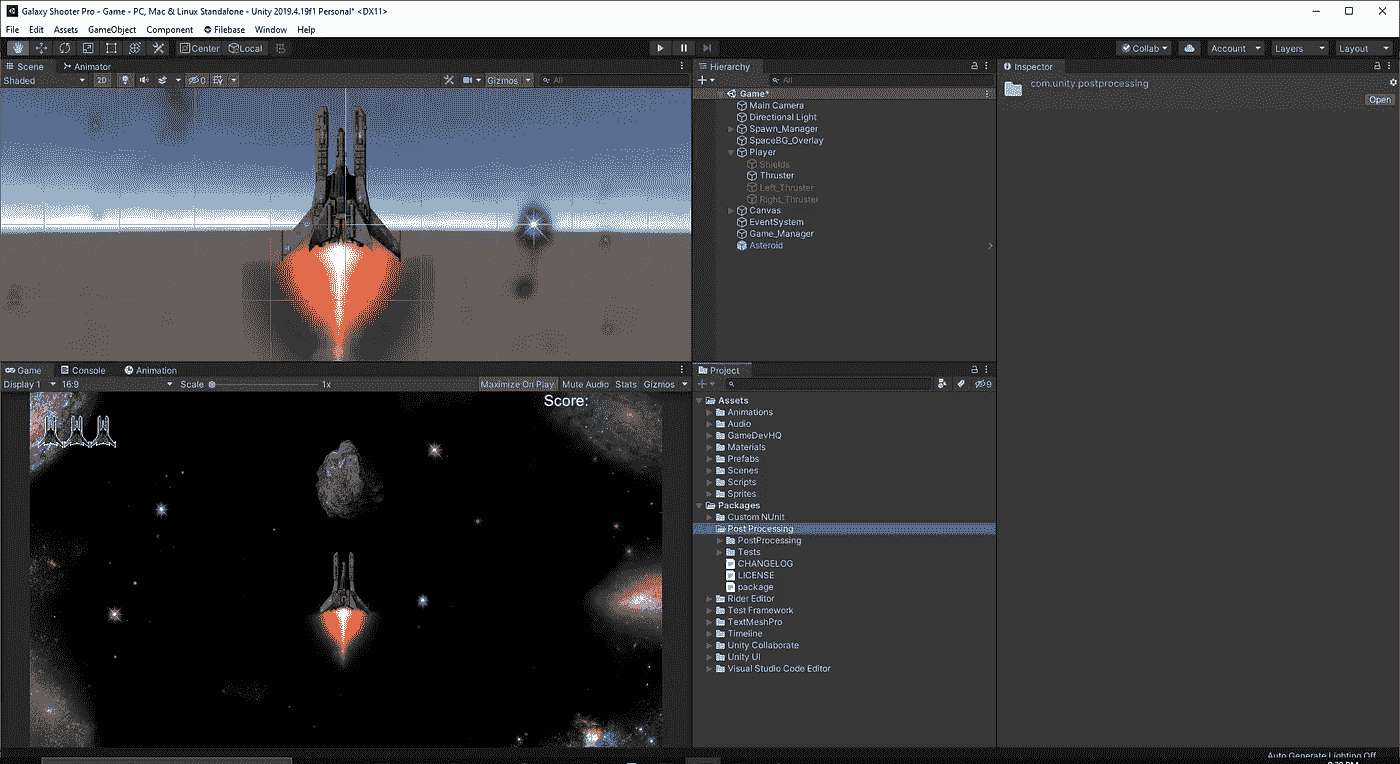 Galaxy Shooter Pro - Game - PC, Mac & Linux Standalone - Unity 2019.4.19f1 Personal* <DX11>
File Edit Assets GameObject Component Filebase Window Help
Center Local Collab Account Layers Layout
Scene Animator
Shaded 2D 0 Gizmos All
Hierarchy
All
Game*
Main Camera
Directional Light
Spawn_Manager
SpaceBG_Overlay
Player
Shields
Thruster
Left_Thruster
Right_Thruster
Canvas
EventSystem
Game_Manager
Asteroid
Inspector
com.unity.postprocessing
Open
Game Console Animation
Display 1 16:9 Scale 1x Maximize On Play Mute Audio Stats Gizmos
Score:
Project
9
Assets
Animations
Audio
GameDevHQ
Materials
Prefabs
Scenes
Scripts
Sprites
Packages
Custom NUnit
Post Processing
PostProcessing
Tests
CHANGELOG
LICENSE
package
Rider Editor
Test Framework
TextMeshPro
Timeline
Unity Collaborate
Unity UI
Visual Studio Code Editor
Auto Generate Lighting Off